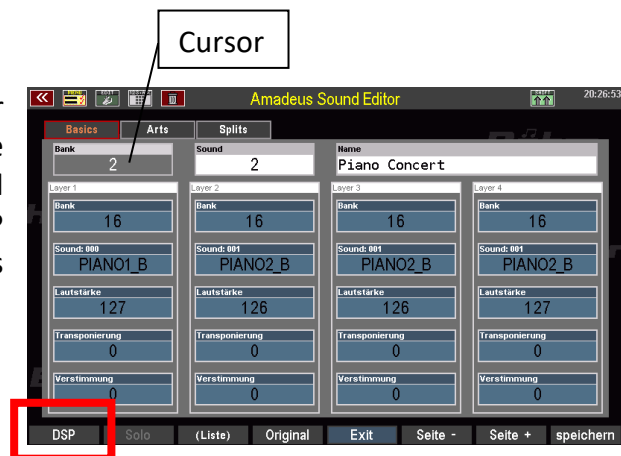 Cursor
MENU EDIT Amadeus Sound Editor SHIFT 20:26:53
Basics Arts Splits
Bank Sound Name
2 2 Piano Concert
Layer 1 Layer 2 Layer 3 Layer 4
Bank Bank Bank Bank
16 16 16 16
Sound: 000 Sound: 001 Sound: 001 Sound: 001
PIANO1_B PIANO2_B PIANO2_B PIANO2_B
Lautstärke Lautstärke Lautstärke Lautstärke
127 126 126 127
Transponierung Transponierung Transponierung Transponierung
0 0 0 0
Verstimmung Verstimmung Verstimmung Verstimmung
0 0 0 0
DSP Solo (Liste) Original Exit Seite - Seite + speichern